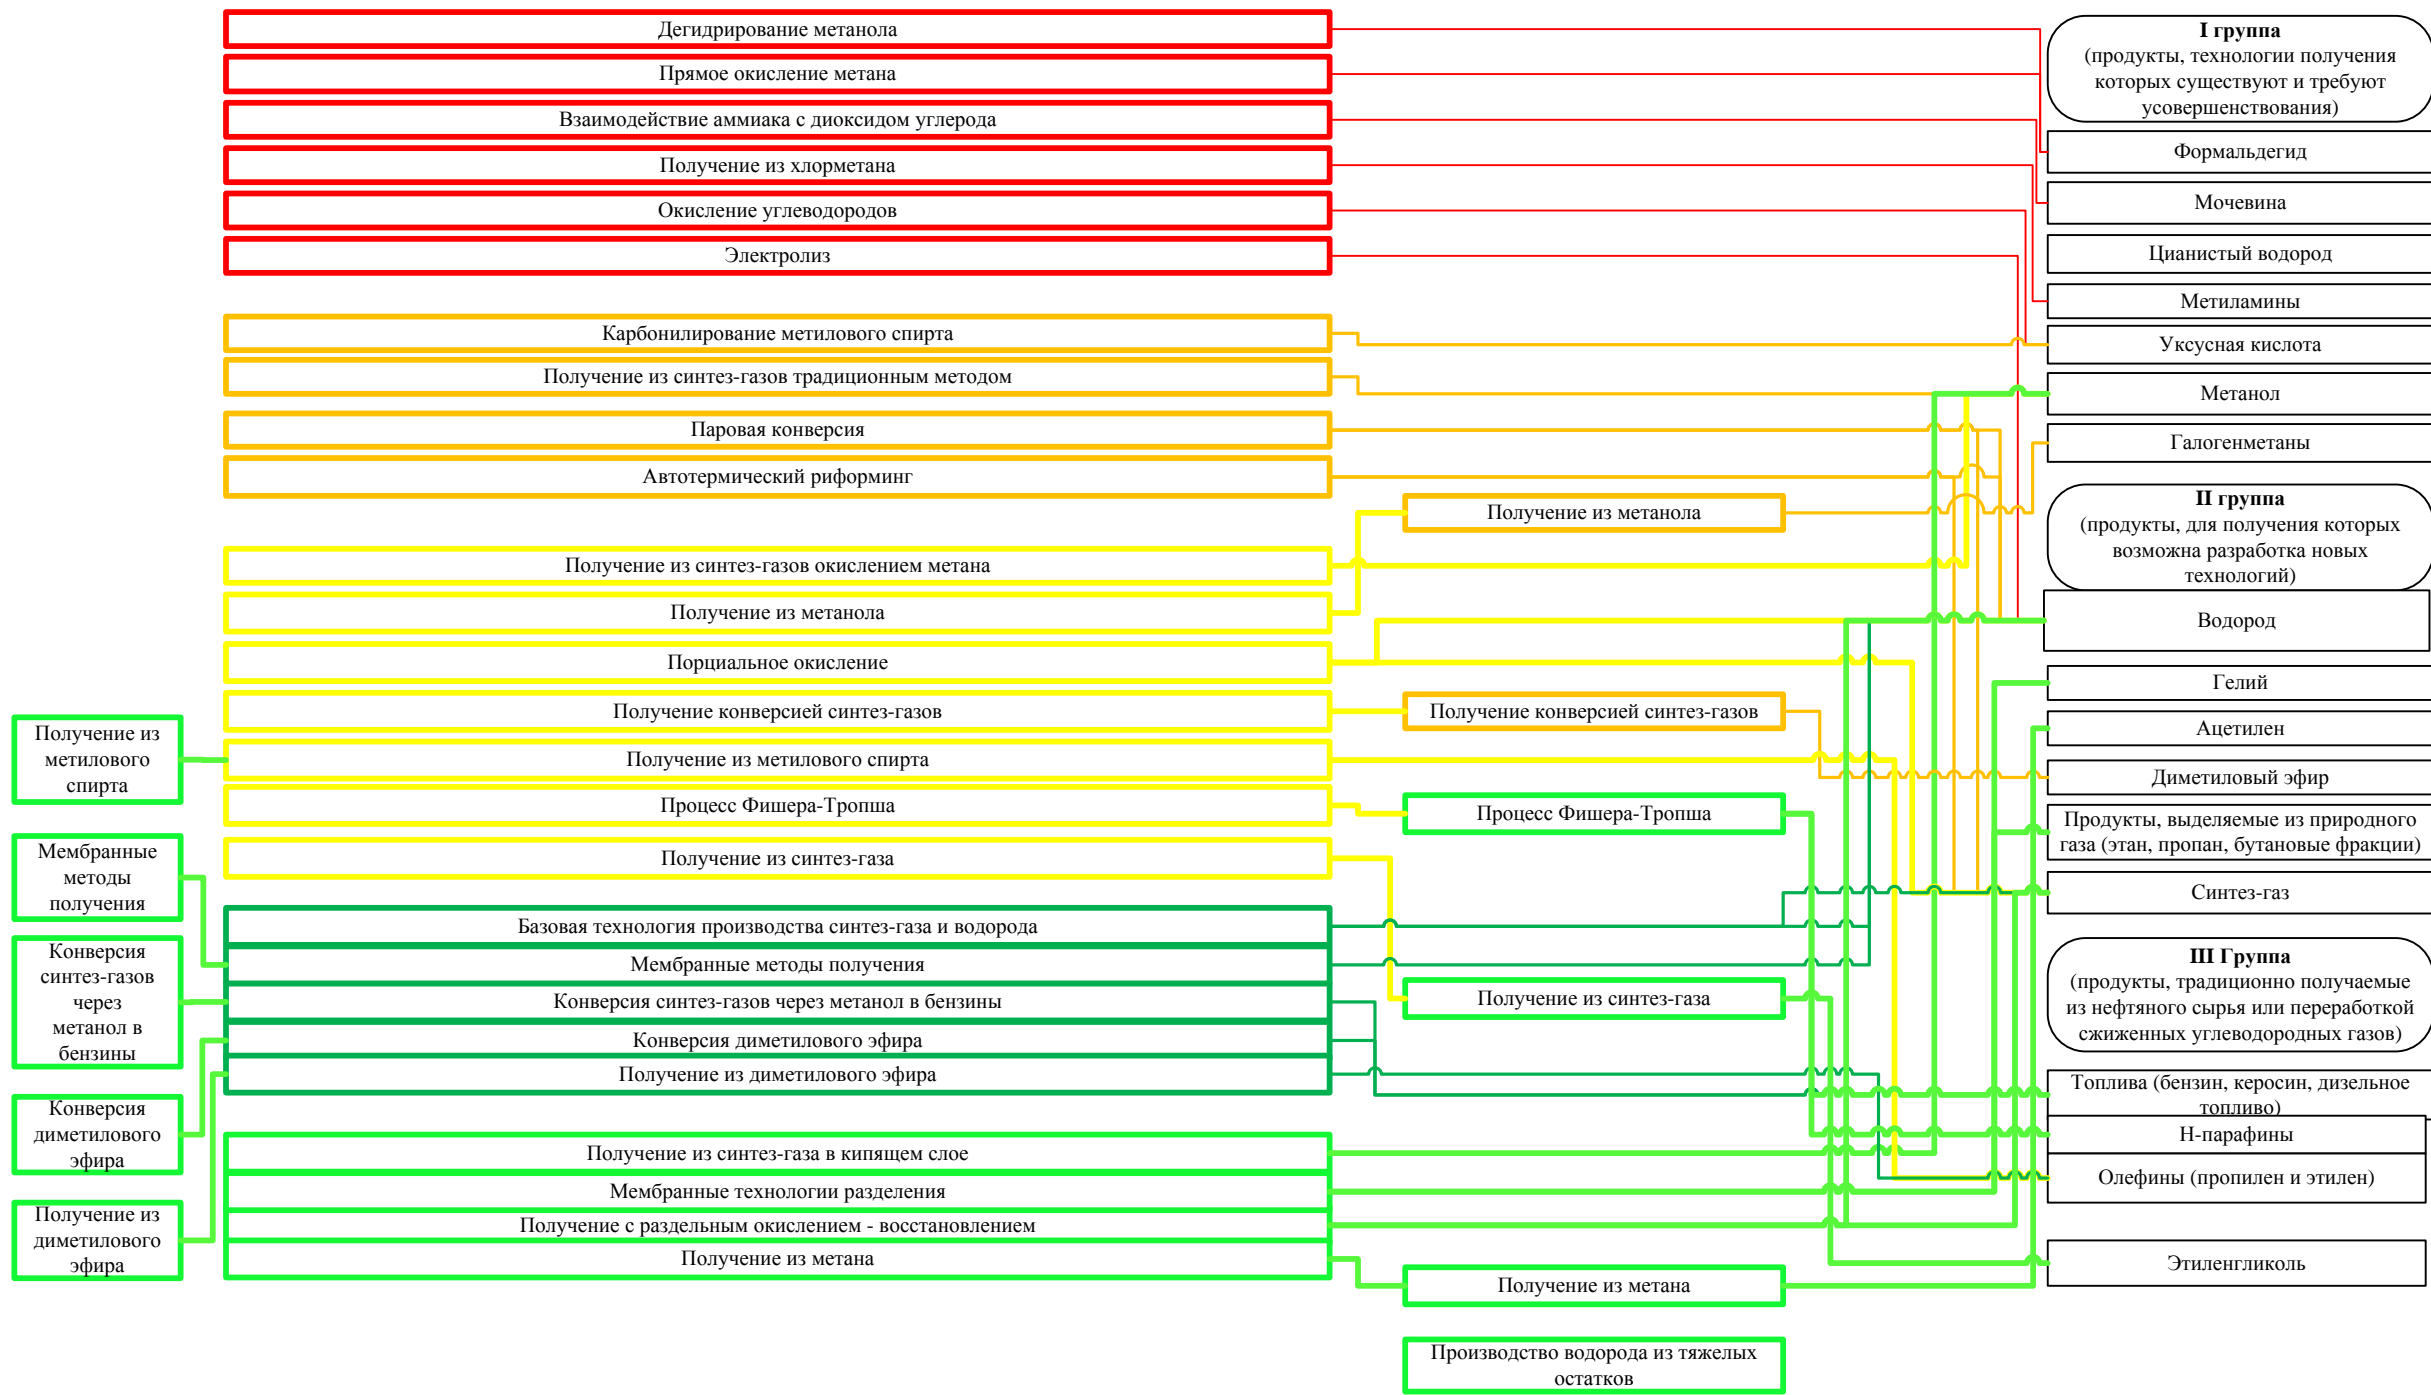 Получение из
метилового
спирта
Мембранные
методы
получения
Конверсия
синтез-газов
через
метанол в
бензины
Конверсия
диметилового
эфира
Получение из
диметилового
эфира
Дегидрирование метанола
Прямое окисление метана
Взаимодействие аммиака с диоксидом углерода
Получение из хлорметана
Окисление углеводородов
Электролиз
Карбонилирование метилового спирта
Получение из синтез-газов традиционным методом
Паровая конверсия
Автотермический риформинг
Получение из синтез-газов окислением метана
Получение из метанола
Порциальное окисление
Получение конверсией синтез-газов
Получение из метилового спирта
Процесс Фишера-Тропша
Получение из синтез-газа
Базовая технология производства синтез-газа и водорода
Мембранные методы получения
Конверсия синтез-газов через метанол в бензины
Конверсия диметилового эфира
Получение из диметилового эфира
Получение из синтез-газа в кипящем слое
Мембранные технологии разделения
Получение с раздельным окислением - восстановлением
Получение из метана
Получение из метанола
Получение конверсией синтез-газов
Процесс Фишера-Тропша
Получение из синтез-газа
Получение из метана
Производство водорода из тяжелых
остатков
I группа
(продукты, технологии получения
которых существуют и требуют
усовершенствования)
Формальдегид
Мочевина
Цианистый водород
Метиламины
Уксусная кислота
Метанол
Галогенметаны
II группа
(продукты, для получения которых
возможна разработка новых
технологий)
Водород
Гелий
Ацетилен
Диметиловый эфир
Продукты, выделяемые из природного
газа (этан, пропан, бутановые фракции)
Синтез-газ
III Группа
(продукты, традиционно получаемые
из нефтяного сырья или переработкой
сжиженных углеводородных газов)
Топлива (бензин, керосин, дизельное
топливо)
Н-парафины
Олефины (пропилен и этилен)
Этиленгликоль